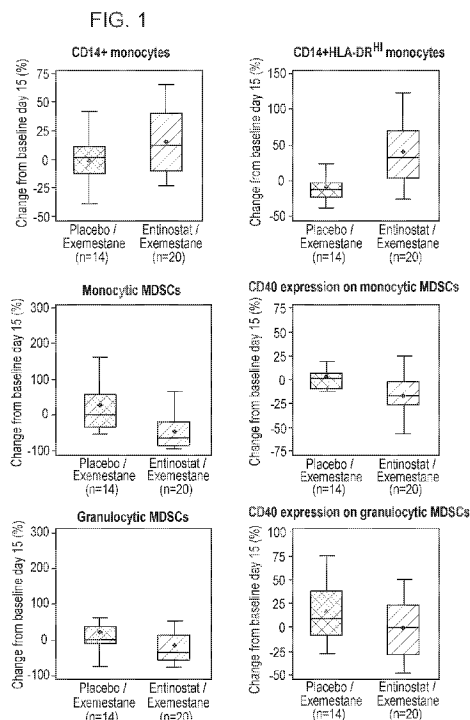 FIG. 1
CD14+ monocytes
Change from baseline day 15 (%)
75
50
25
0
-25
-50
Placebo /
Exemestane
(n=14)
Entinostat /
Exemestane
(n=20)
CD14+HLA-DRHI monocytes
Change from baseline day 15 (%)
150
100
50
0
-50
Placebo /
Exemestane
(n=14)
Entinostat /
Exemestane
(n=20)
Monocytic MDSCs
Change from baseline day 15 (%)
300
200
100
0
-100
Placebo /
Exemestane
(n=14)
Entinostat /
Exemestane
(n=20)
CD40 expression on monocytic MDSCs
Change from baseline day 15 (%)
75
50
25
0
-25
-50
-75
Placebo /
Exemestane
(n=14)
Entinostat /
Exemestane
(n=20)
Granulocytic MDSCs
Change from baseline day 15 (%)
300
200
100
0
-100
Placebo /
Exemestane
(n=14)
Entinostat /
Exemestane
(n=20)
CD40 expression on granulocytic MDSCs
Change from baseline day 15 (%)
100
75
50
25
0
-25
-50
Placebo /
Exemestane
(n=14)
Entinostat /
Exemestane
(n=20)